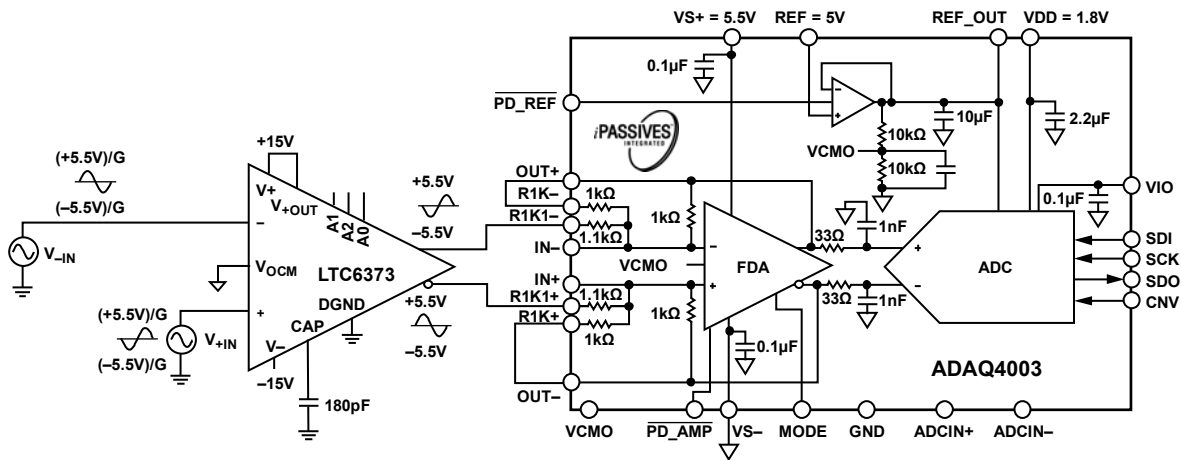 VS+ = 5.5V
REF = 5V
REF_OUT
VDD = 1.8V
0.1µF
PD_REF
iPASSIVES
INTEGRATED
10kΩ
10µF
2.2µF
VCMO
10kΩ
+15V
(+5.5V)/G
(–5.5V)/G
V+
V+OUT
A1
A2
A0
+5.5V
–5.5V
OUT+
R1K–
1kΩ
R1K1–
1.1kΩ
IN–
1kΩ
1nF
33Ω
0.1µF
VIO
V–IN
–
VOCM
LTC6373
VCMO
–
FDA
+
ADC
SDI
SCK
SDO
CNV
DGND
+5.5V
–5.5V
IN+
1.1kΩ
R1K1+
R1K+
1kΩ
+
1kΩ
33Ω
–
1nF
(+5.5V)/G
(–5.5V)/G
V+IN
+
CAP
V–
–15V
0.1µF
ADAQ4003
OUT–
180pF
VCMO
PD_AMP
VS–
MODE
GND
ADCIN+
ADCIN–